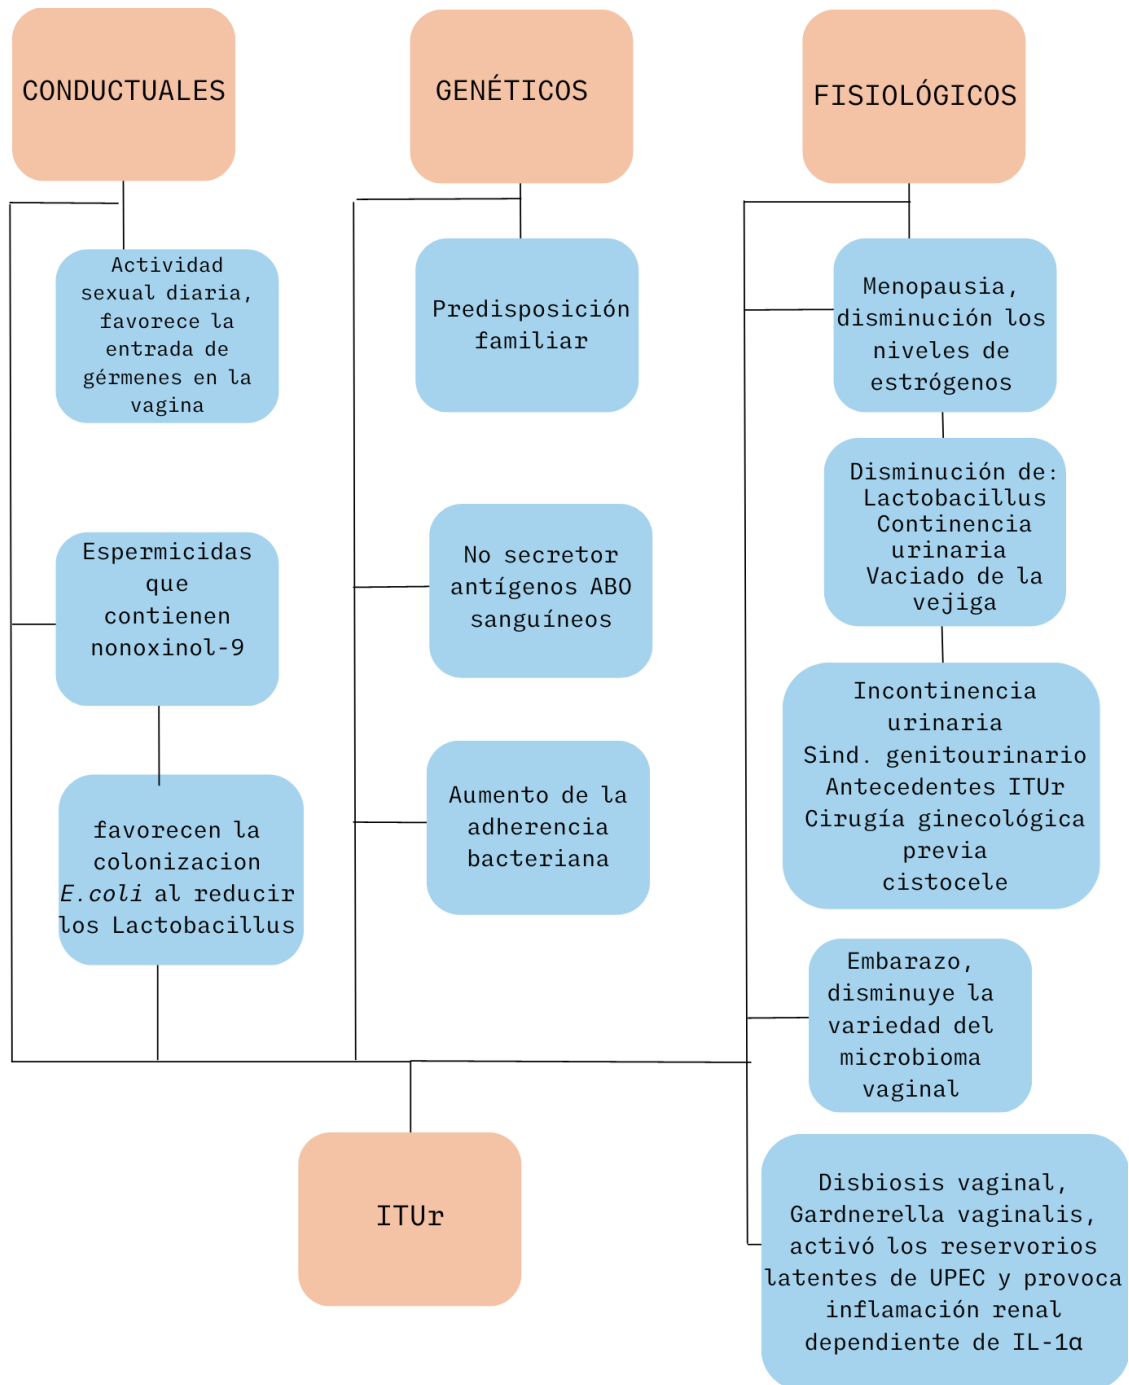 CONDUCTUALES
Actividad
sexual diaria,
favorece la
entrada de
gérmenes en la
vagina
Espermicidas
que
contienen
nonoxinol-9
favorecen la
colonizacion
E.coli al reducir
los Lactobacillus
GENÉTICOS
Predisposición
familiar
No secretor
antígenos ABO
sanguíneos
Aumento de la
adherencia
bacteriana
FISIOLÓGICOS
Menopausia,
disminución los
niveles de
estrógenos
Disminución de:
Lactobacillus
Continencia
urinaria
Vaciado de la
vejiga
Incontinencia
urinaria
Sind. genitourinario
Antecedentes ITUr
Cirugía ginecológica
previa
cistocele
Embarazo,
disminuye la
variedad del
microbioma
vaginal
Disbiosis vaginal,
Gardnerella vaginalis,
activó los reservorios
latentes de UPEC y provoca
inflamación renal
dependiente de IL-1α
ITUr